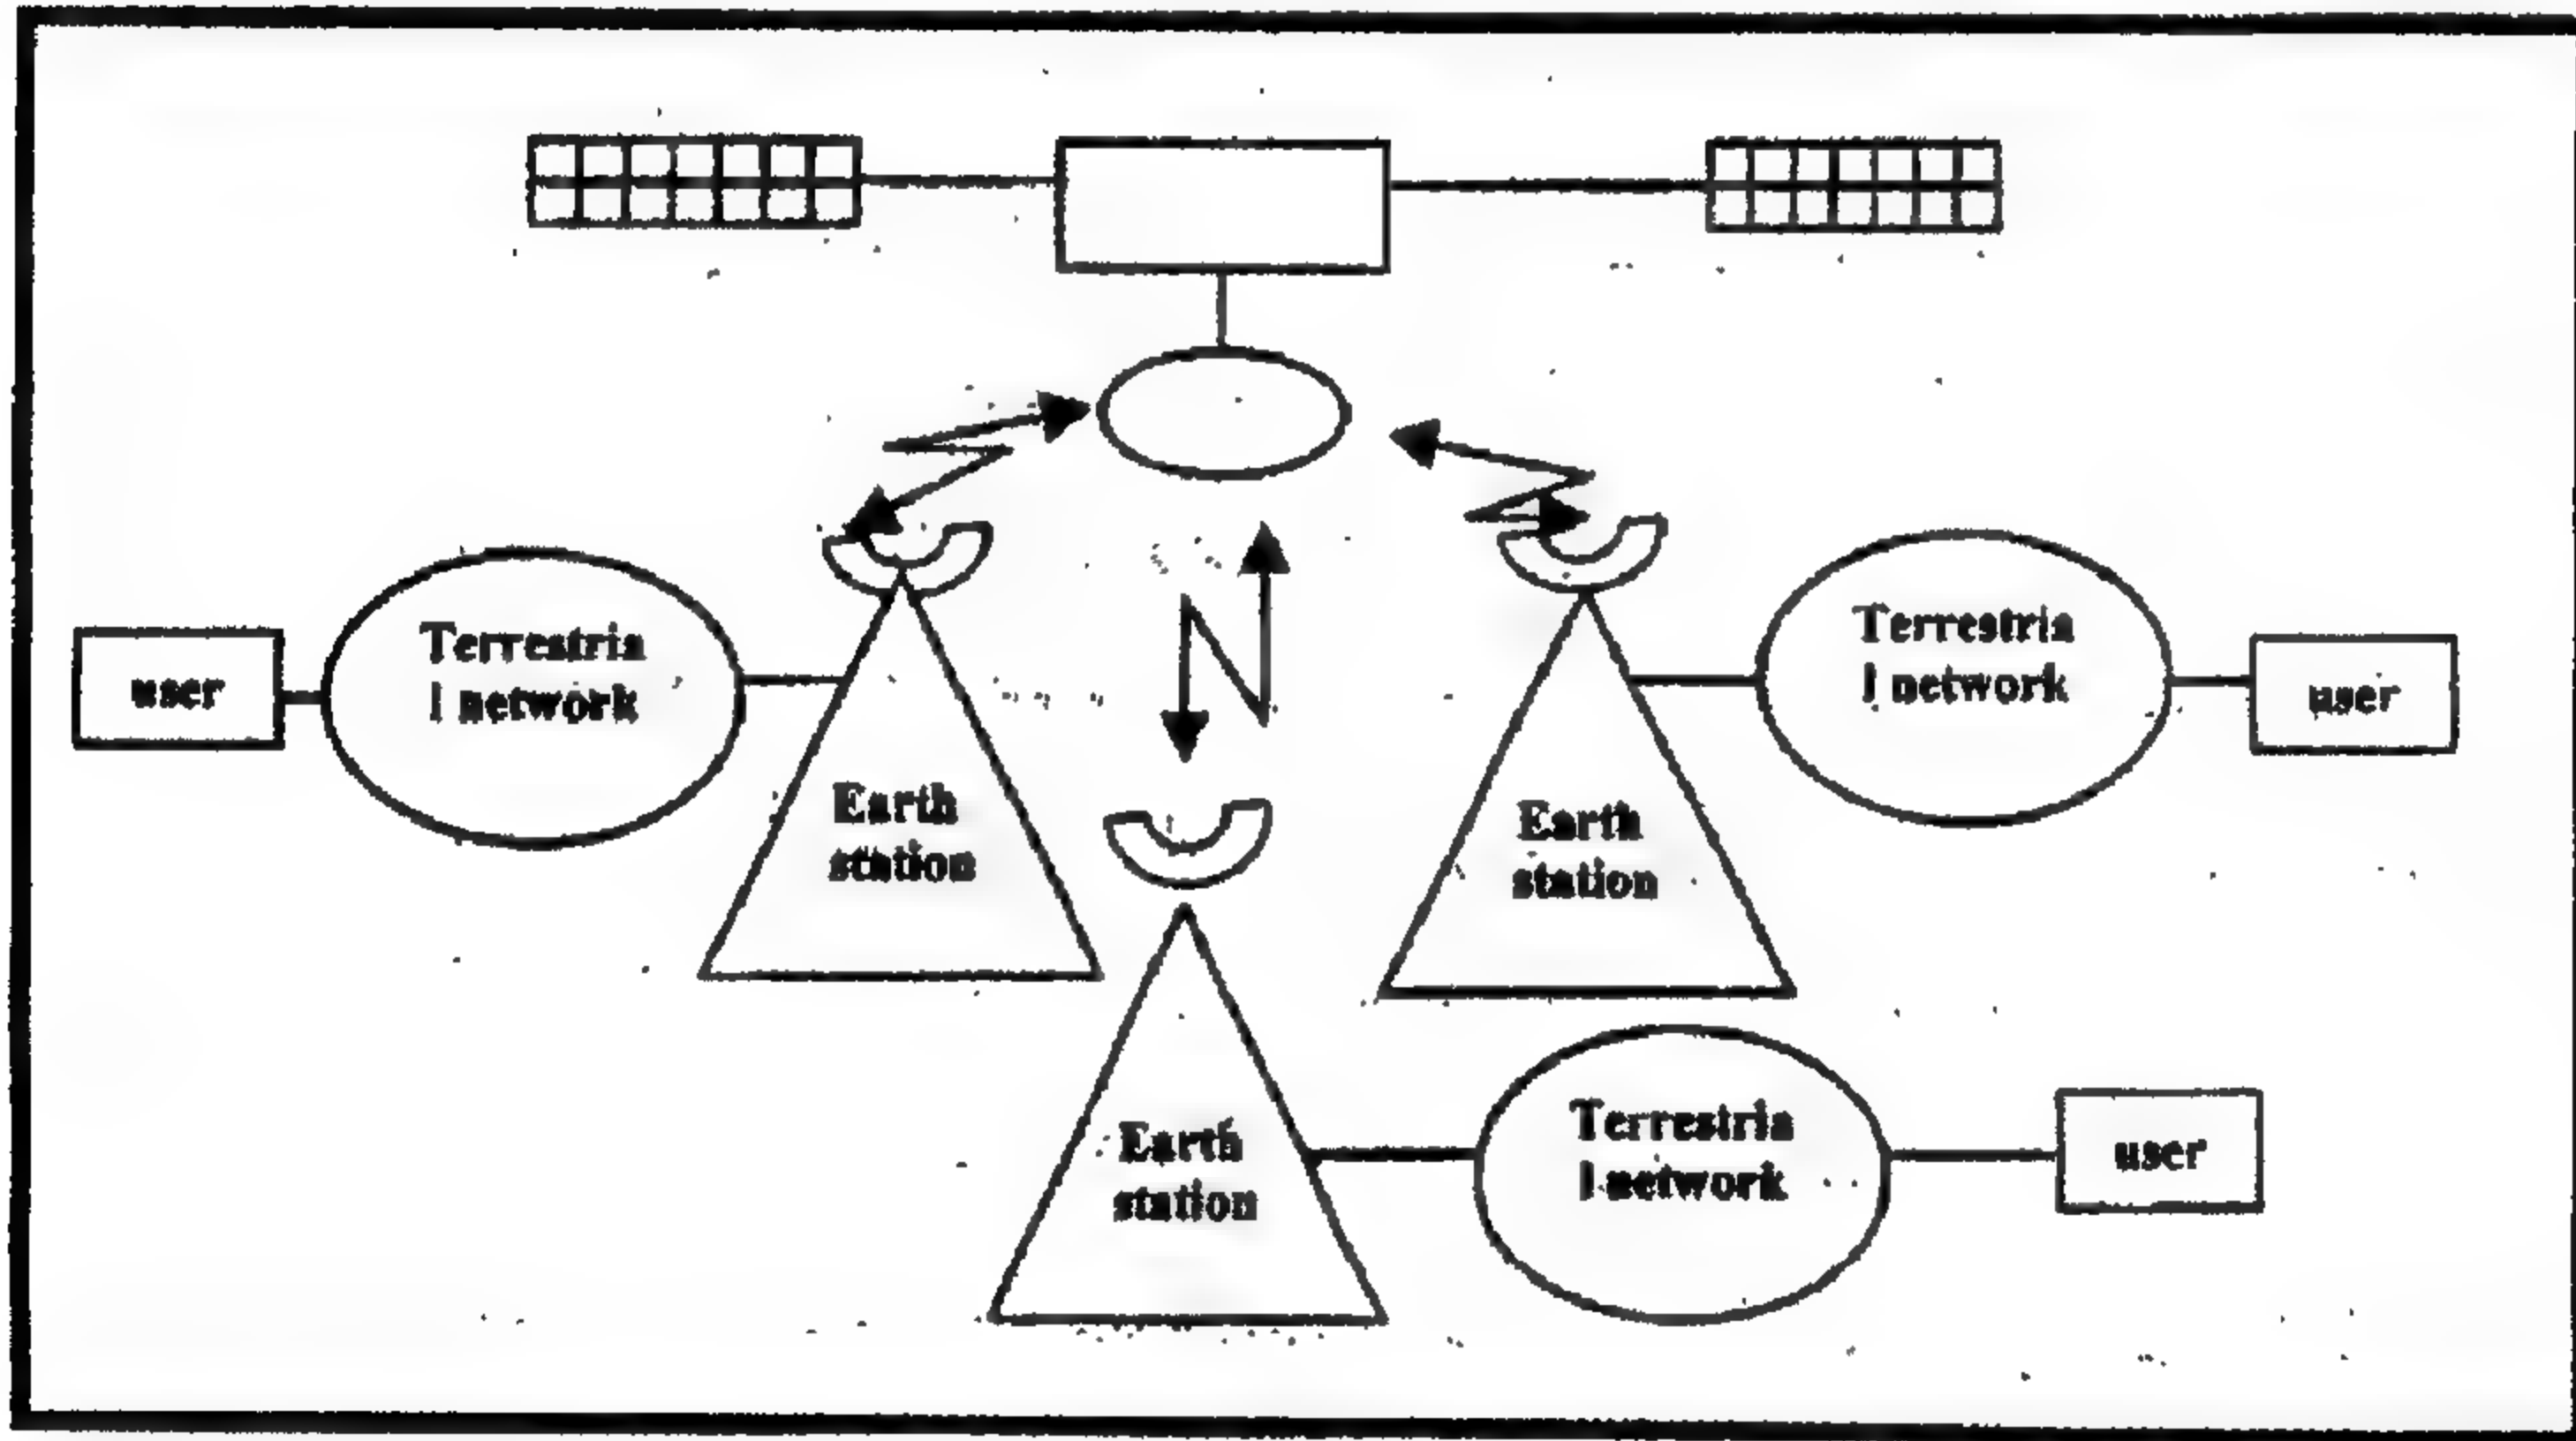 user
Terrestria
l network
Earth
station
Earth
station
Terrestria
l network
user
Earth
station
Terrestria
l network
user